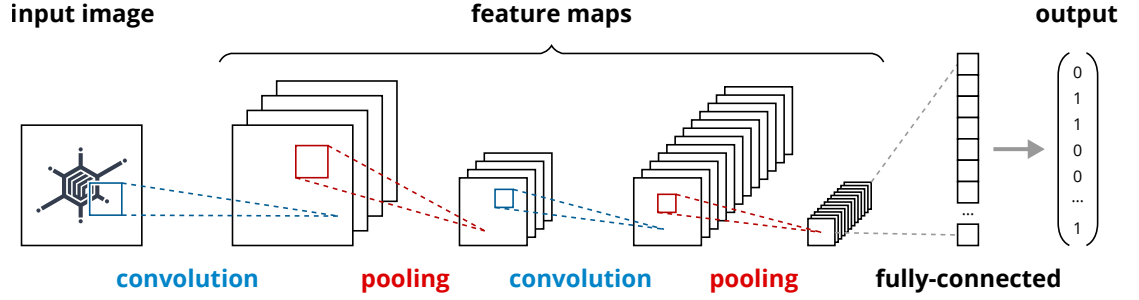 input image
feature maps
output
0
1
1
0
0
...
1
...
convolution
pooling
convolution
pooling
fully-connected